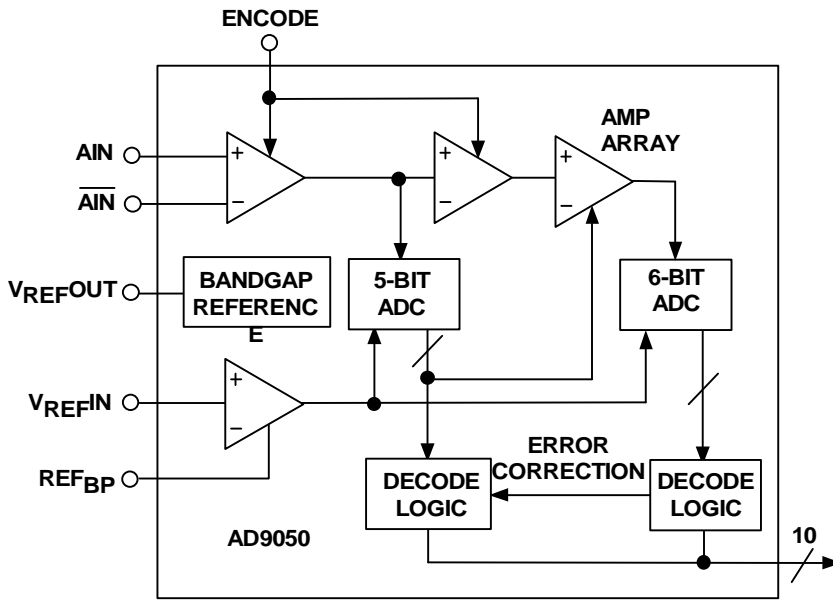 ENCODE
AMP
ARRAY
AIN
+
−
+
−
+
−
A̅I̅N̅
VREFOUT
BANDGAP
REFERENC
E
5-BIT
ADC
6-BIT
ADC
VREFIN
+
−
REFBP
ERROR
CORRECTION
DECODE
LOGIC
DECODE
LOGIC
AD9050
10